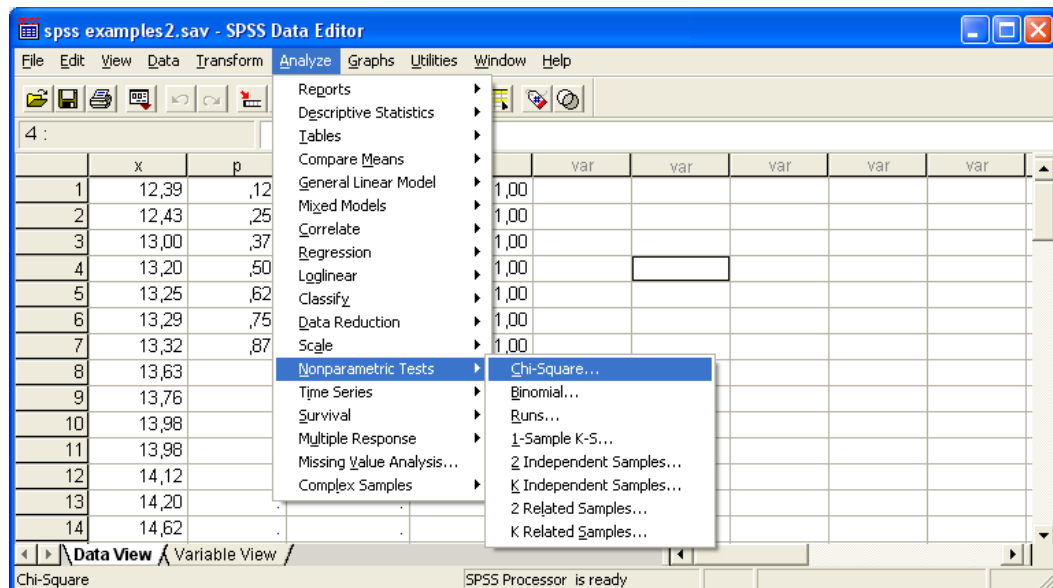 spss examples2.sav - SPSS Data Editor
File Edit View Data Transform Analyze Graphs Utilities Window Help
4 :
x p var var var var var
1 12,39 ,12 1,00
2 12,43 ,25 1,00
3 13,00 ,37 1,00
4 13,20 ,50 1,00
5 13,25 ,62 1,00
6 13,29 ,75 1,00
7 13,32 ,87 1,00
8 13,63
9 13,76
10 13,98
11 13,98
12 14,12
13 14,20 . .
14 14,62 . .
Reports
Descriptive Statistics
Tables
Compare Means
General Linear Model
Mixed Models
Correlate
Regression
Loglinear
Classify
Data Reduction
Scale
Nonparametric Tests
Time Series
Survival
Multiple Response
Missing Value Analysis...
Complex Samples
Chi-Square...
Binomial...
Runs...
1-Sample K-S...
2 Independent Samples...
K Independent Samples...
2 Related Samples...
K Related Samples...
Data View Variable View
Chi-Square SPSS Processor is ready